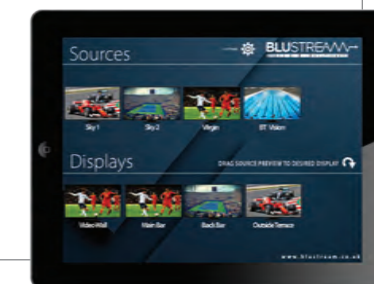 Sources
BLUSTREAM
Sky 1
Sky 2
Virgin
BT Vision
Displays
DRAG SOURCE PREVIEW TO DESIRED DISPLAY
Video Wall
Main Bar
Back Bar
Outside Terrace
www.blustream.co.uk